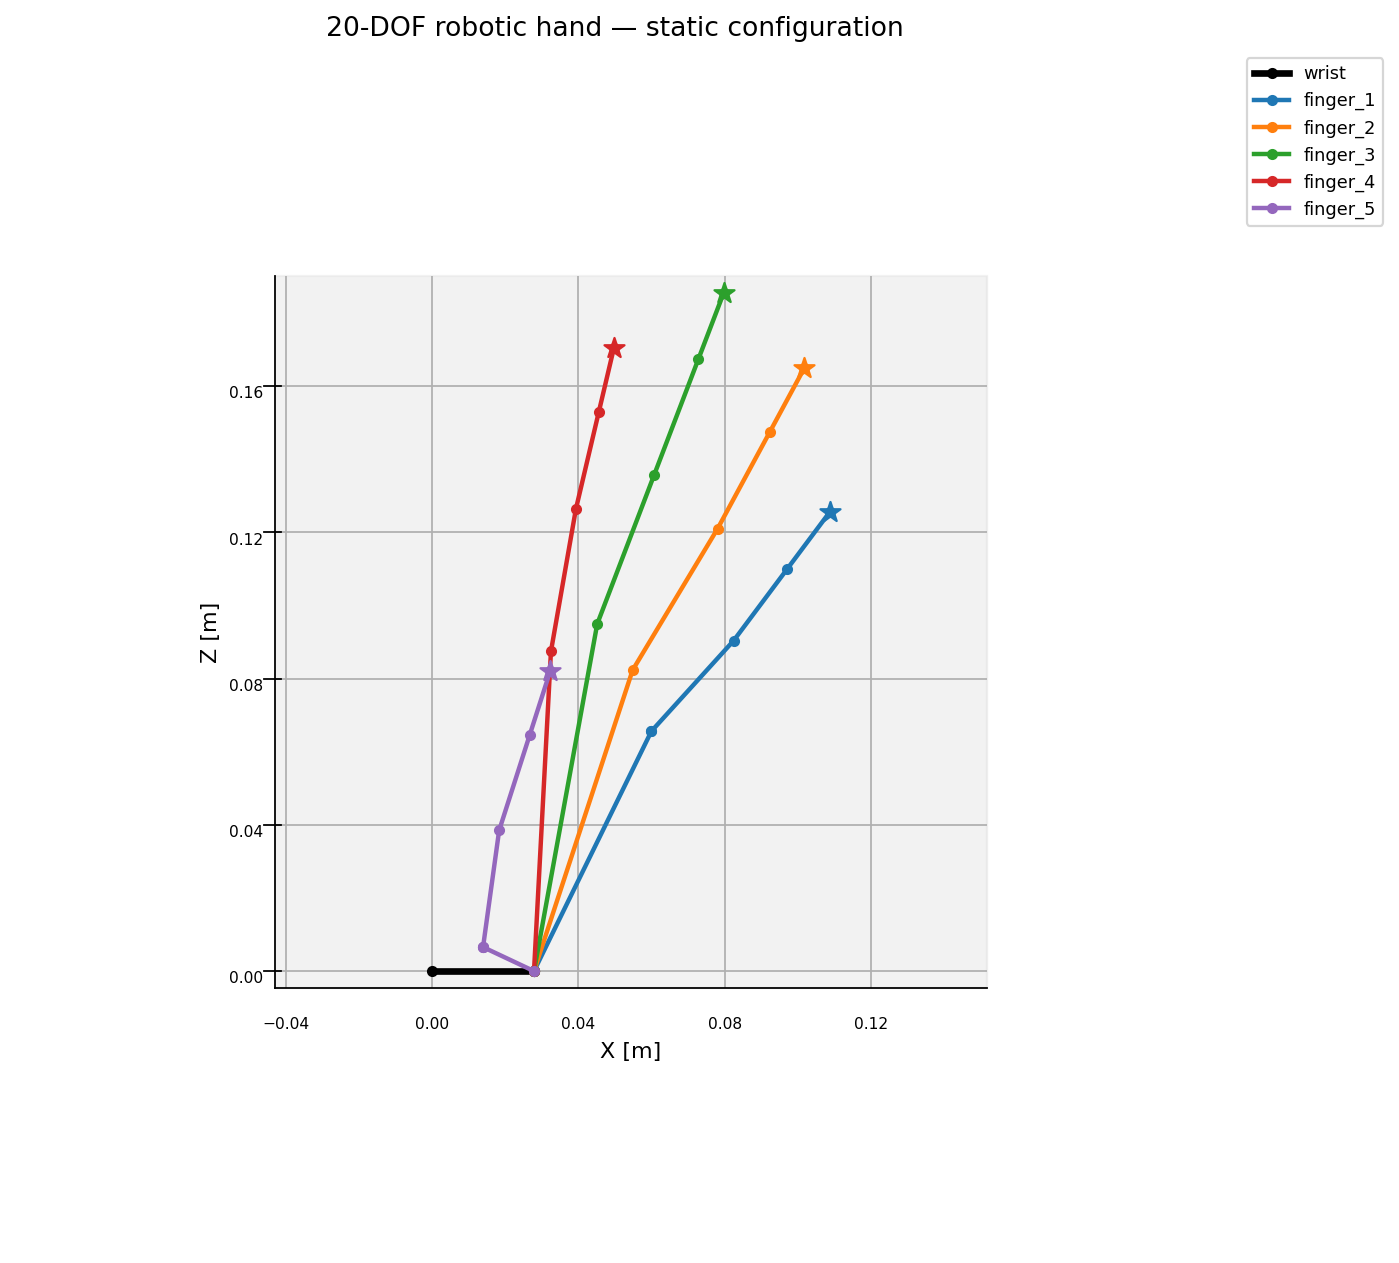 20-DOF robotic hand — static configuration
wrist
finger_1
finger_2
finger_3
finger_4
finger_5
0.16
0.12
0.08
0.04
0.00
Z [m]
−0.04 0.00 0.04 0.08 0.12
X [m]